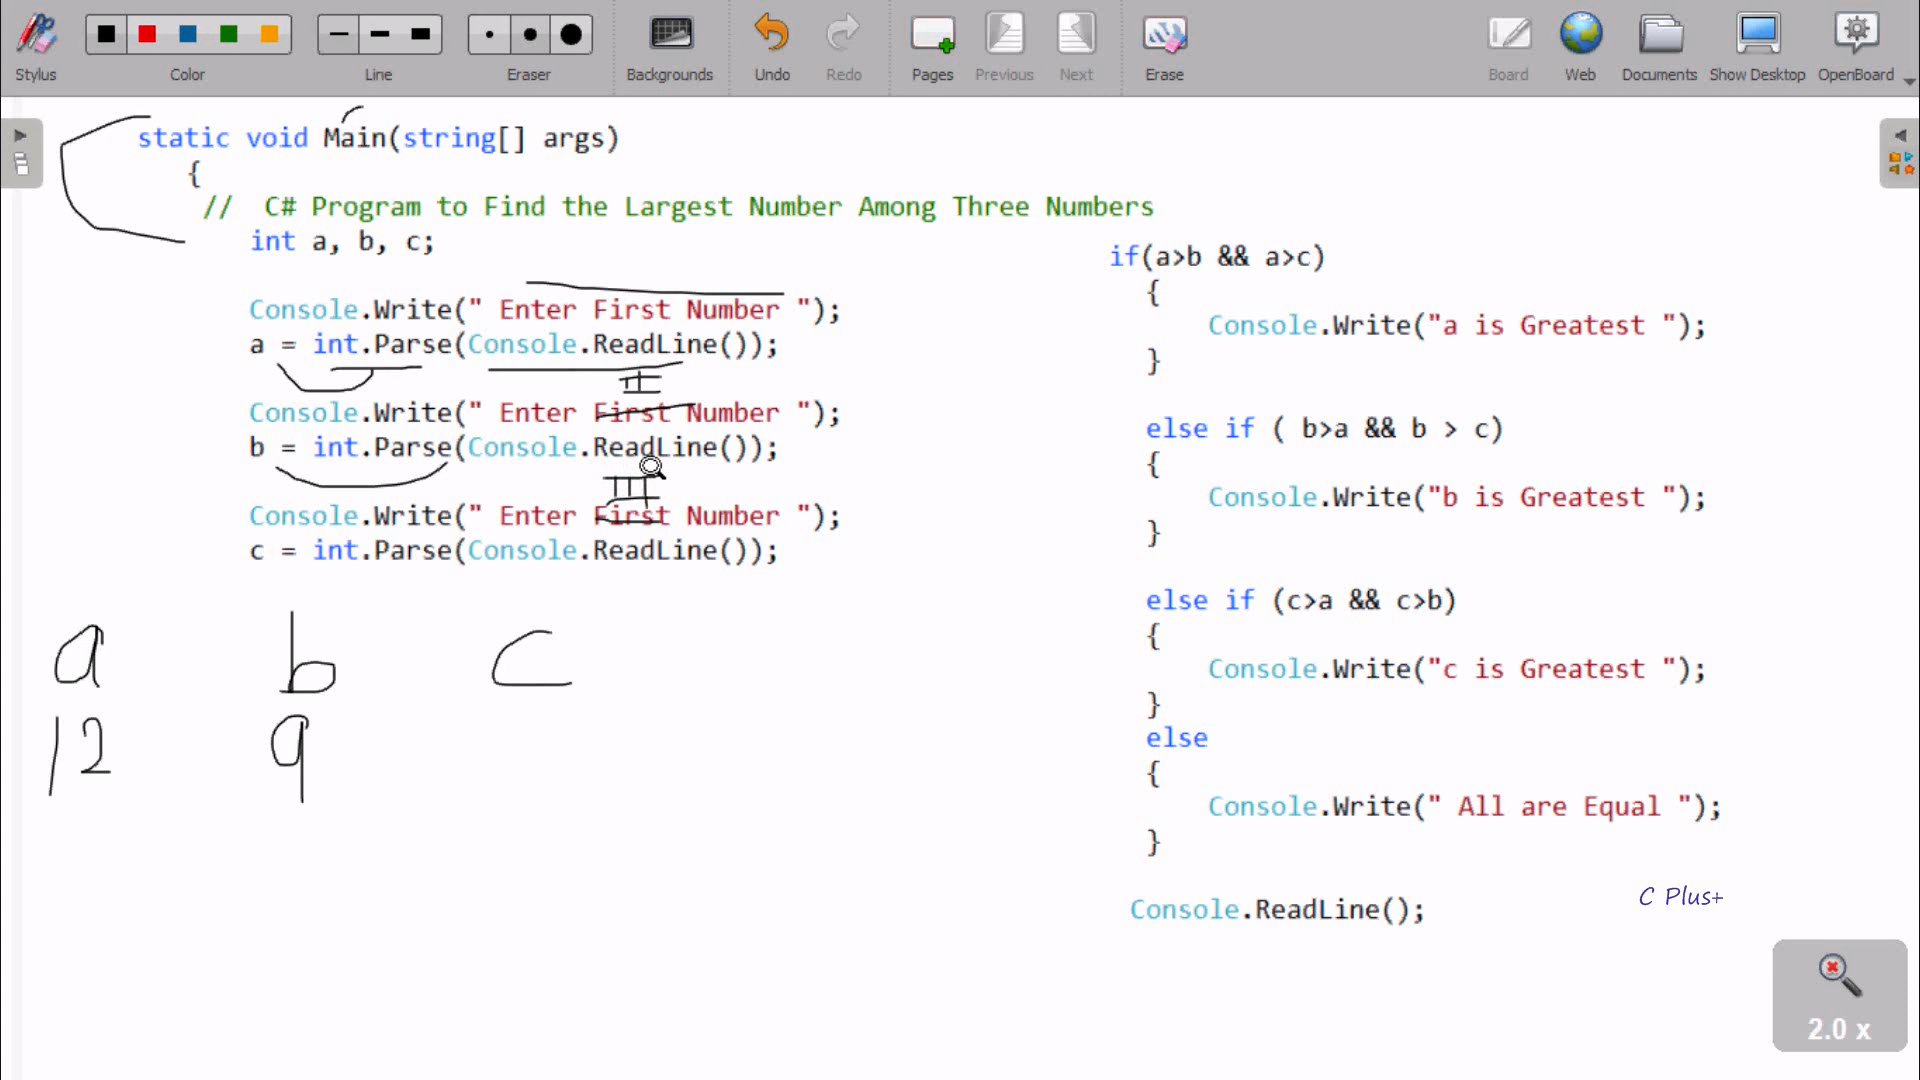 Stylus
Color
Line
Eraser
Backgrounds
Undo
Redo
Pages
Previous
Next
Erase
Board
Web
Documents
Show Desktop
OpenBoard
static void Main(string[] args)
{
// C# Program to Find the Largest Number Among Three Numbers
int a, b, c;
Console.Write(" Enter First Number ");
a = int.Parse(Console.ReadLine());
II
Console.Write(" Enter First Number ");
b = int.Parse(Console.ReadLine());
III
Console.Write(" Enter First Number ");
c = int.Parse(Console.ReadLine());
a b c
12 9
if(a>b && a>c)
{
Console.Write("a is Greatest ");
}
else if ( b>a && b > c)
{
Console.Write("b is Greatest ");
}
else if (c>a && c>b)
{
Console.Write("c is Greatest ");
}
else
{
Console.Write(" All are Equal ");
}
Console.ReadLine();
C Plus+
2.0 x